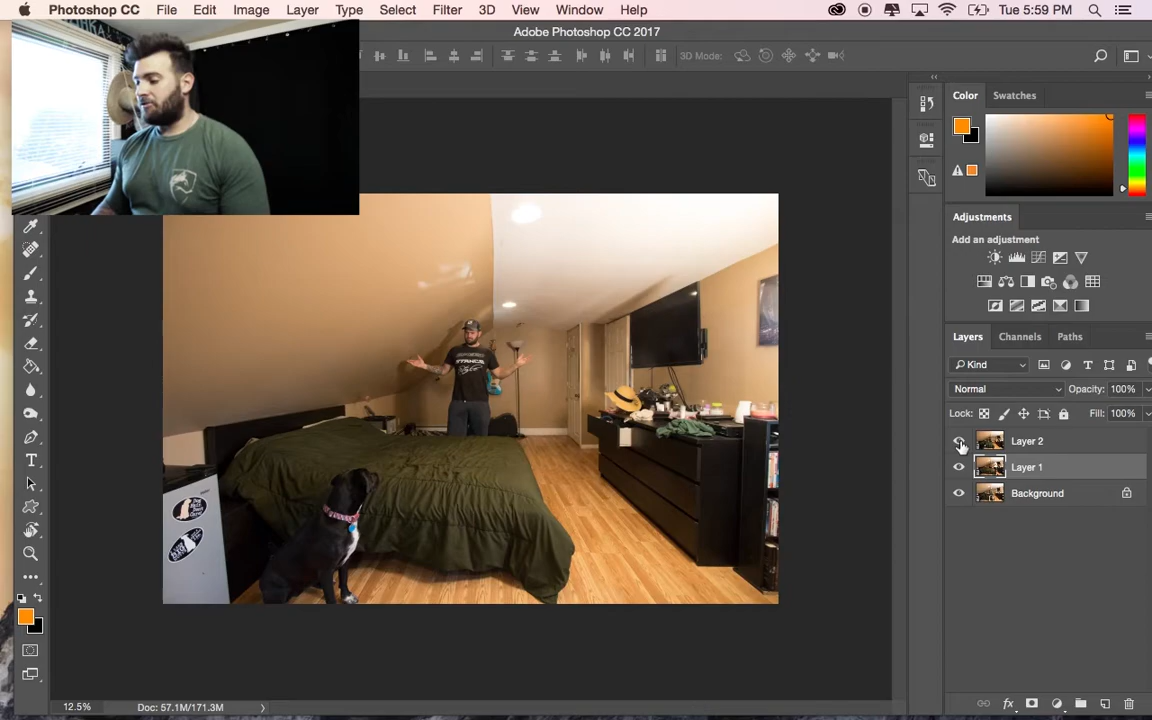 Photoshop CC File Edit Image Layer Type Select Filter 3D View Window Help Tue 5:59 PM
Adobe Photoshop CC 2017
3D Mode:
Color Swatches
Adjustments
Add an adjustment
Layers Channels Paths
Kind
Normal Opacity: 100%
Lock: Fill: 100%
Layer 2
Layer 1
Background
STANCE
12.5% Doc: 57.1M/171.3M